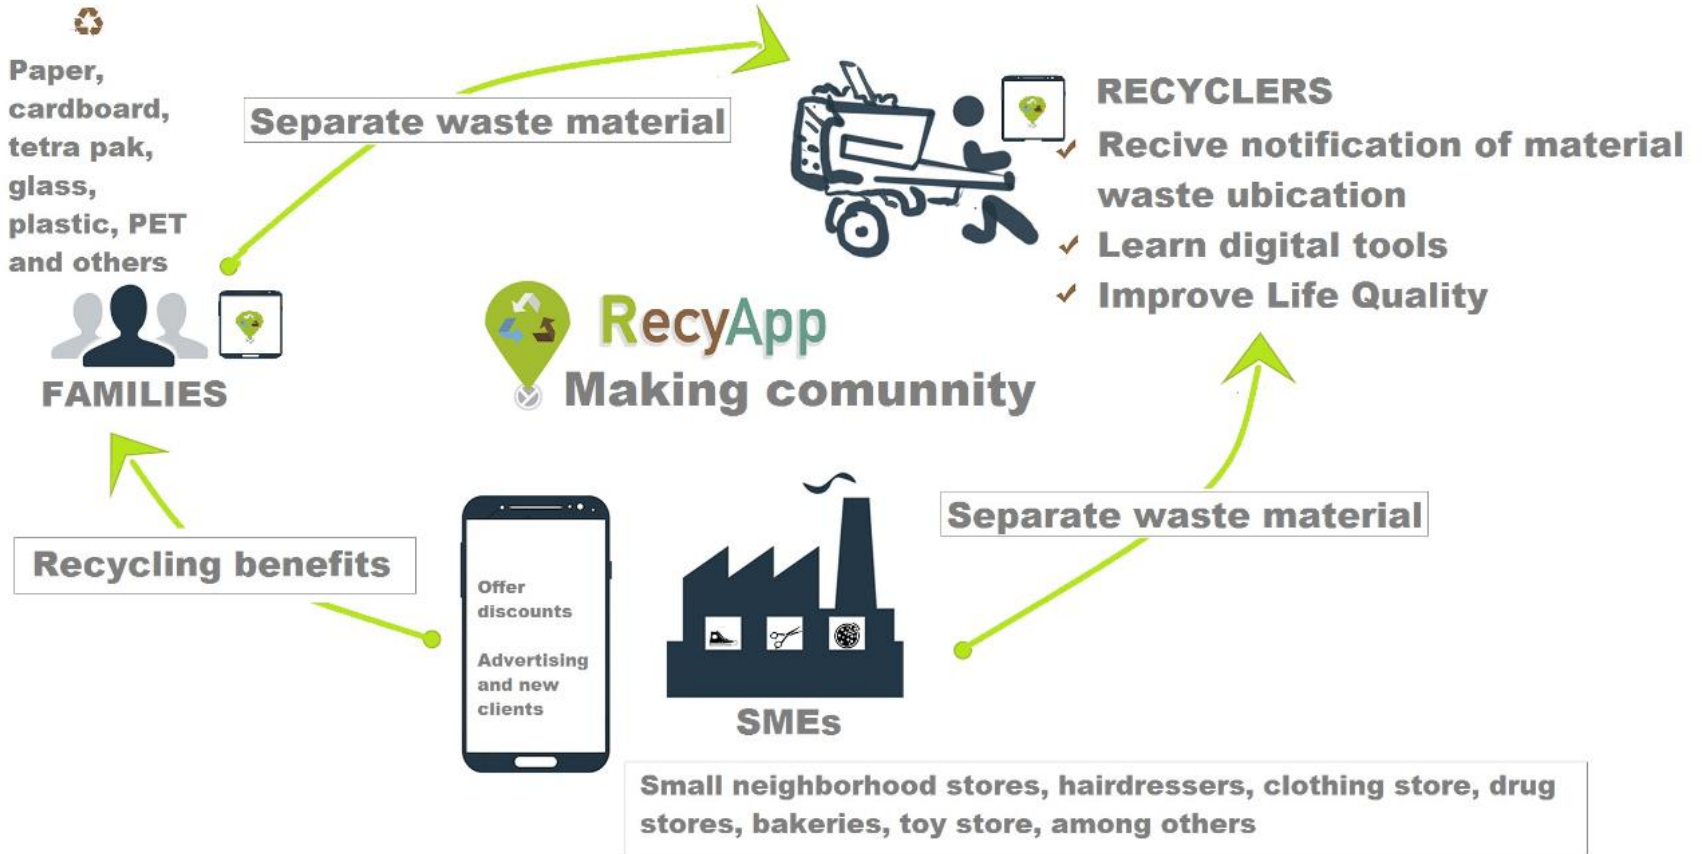 Paper,
cardboard,
tetra pak,
glass,
plastic, PET
and others
FAMILIES
Separate waste material
RECYCLERS
Recive notification of material
waste ubication
Learn digital tools
Improve Life Quality
RecyApp
Making comunnity
Recycling benefits
Offer
discounts
Advertising
and new
clients
SMEs
Separate waste material
Small neighborhood stores, hairdressers, clothing store, drug
stores, bakeries, toy store, among others